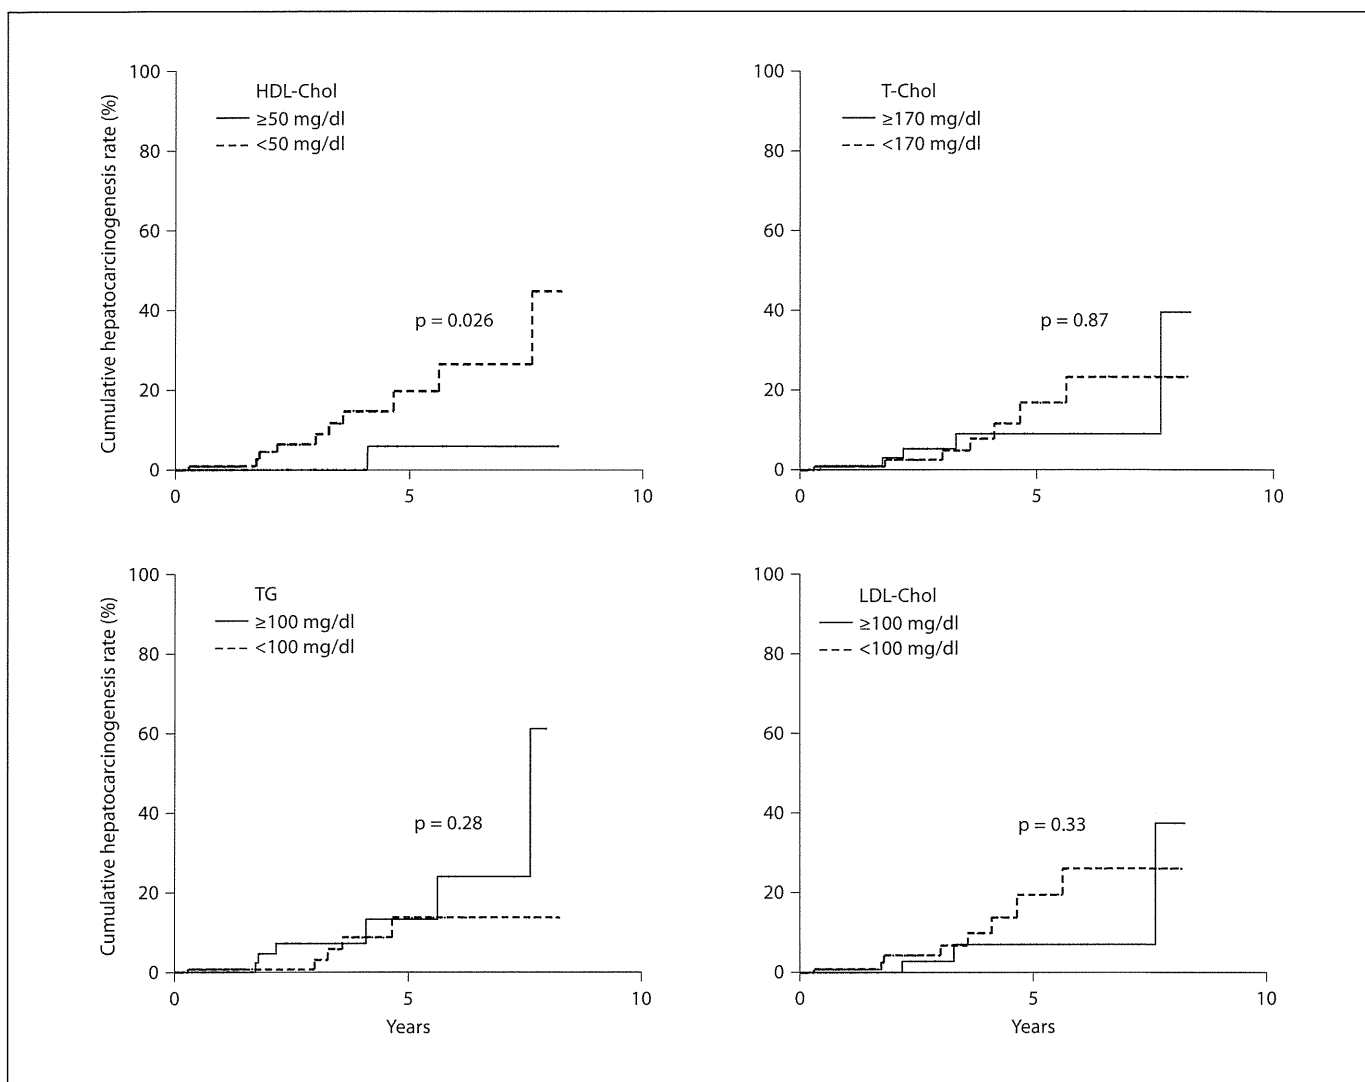 Cumulative hepatocarcinogenesis rate (%)
100
80
60
40
20
0
HDL-Chol
≥50 mg/dl
<50 mg/dl
p = 0.026
0
5
10
100
80
60
40
20
0
T-Chol
≥170 mg/dl
<170 mg/dl
p = 0.87
0
5
10
Cumulative hepatocarcinogenesis rate (%)
100
80
60
40
20
0
TG
≥100 mg/dl
<100 mg/dl
p = 0.28
0
5
10
Years
100
80
60
40
20
0
LDL-Chol
≥100 mg/dl
<100 mg/dl
p = 0.33
0
5
10
Years